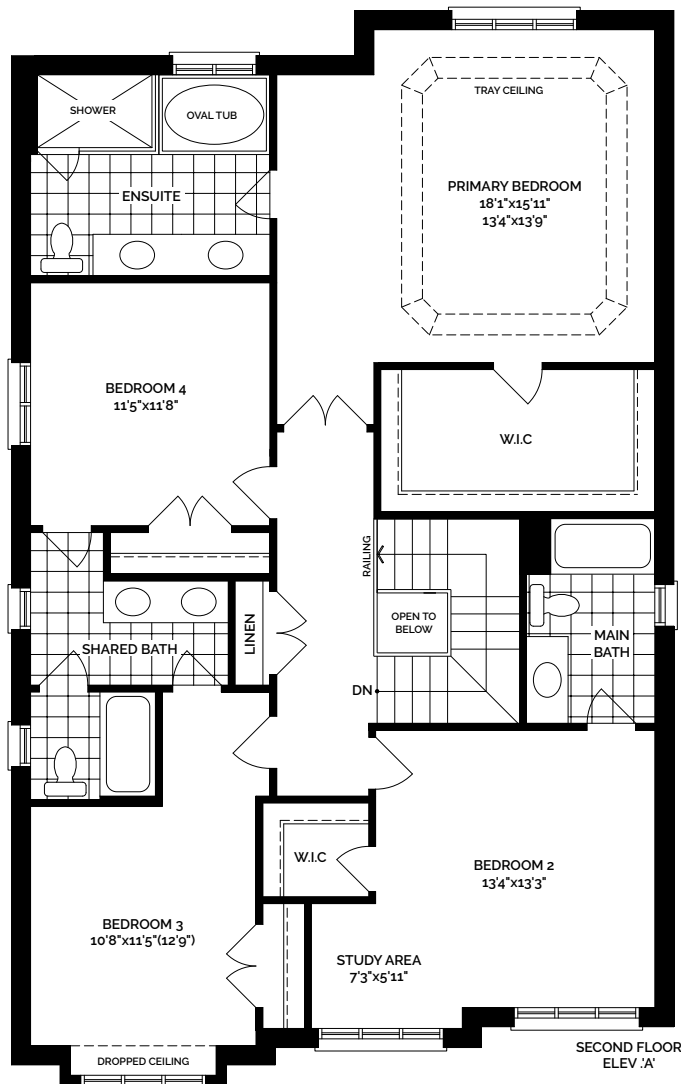 SHOWER
OVAL TUB
TRAY CEILING
ENSUITE
PRIMARY BEDROOM
18'1"x15'11"
13'4"x13'9"
BEDROOM 4
11'5"x11'8"
W.I.C
RAILING
OPEN TO
BELOW
LINEN
SHARED BATH
MAIN
BATH
DN
W.I.C
BEDROOM 2
13'4"x13'3"
BEDROOM 3
10'8"x11'5"(12'9")
STUDY AREA
7'3"x5'11"
DROPPED CEILING
SECOND FLOOR
ELEV .'A'